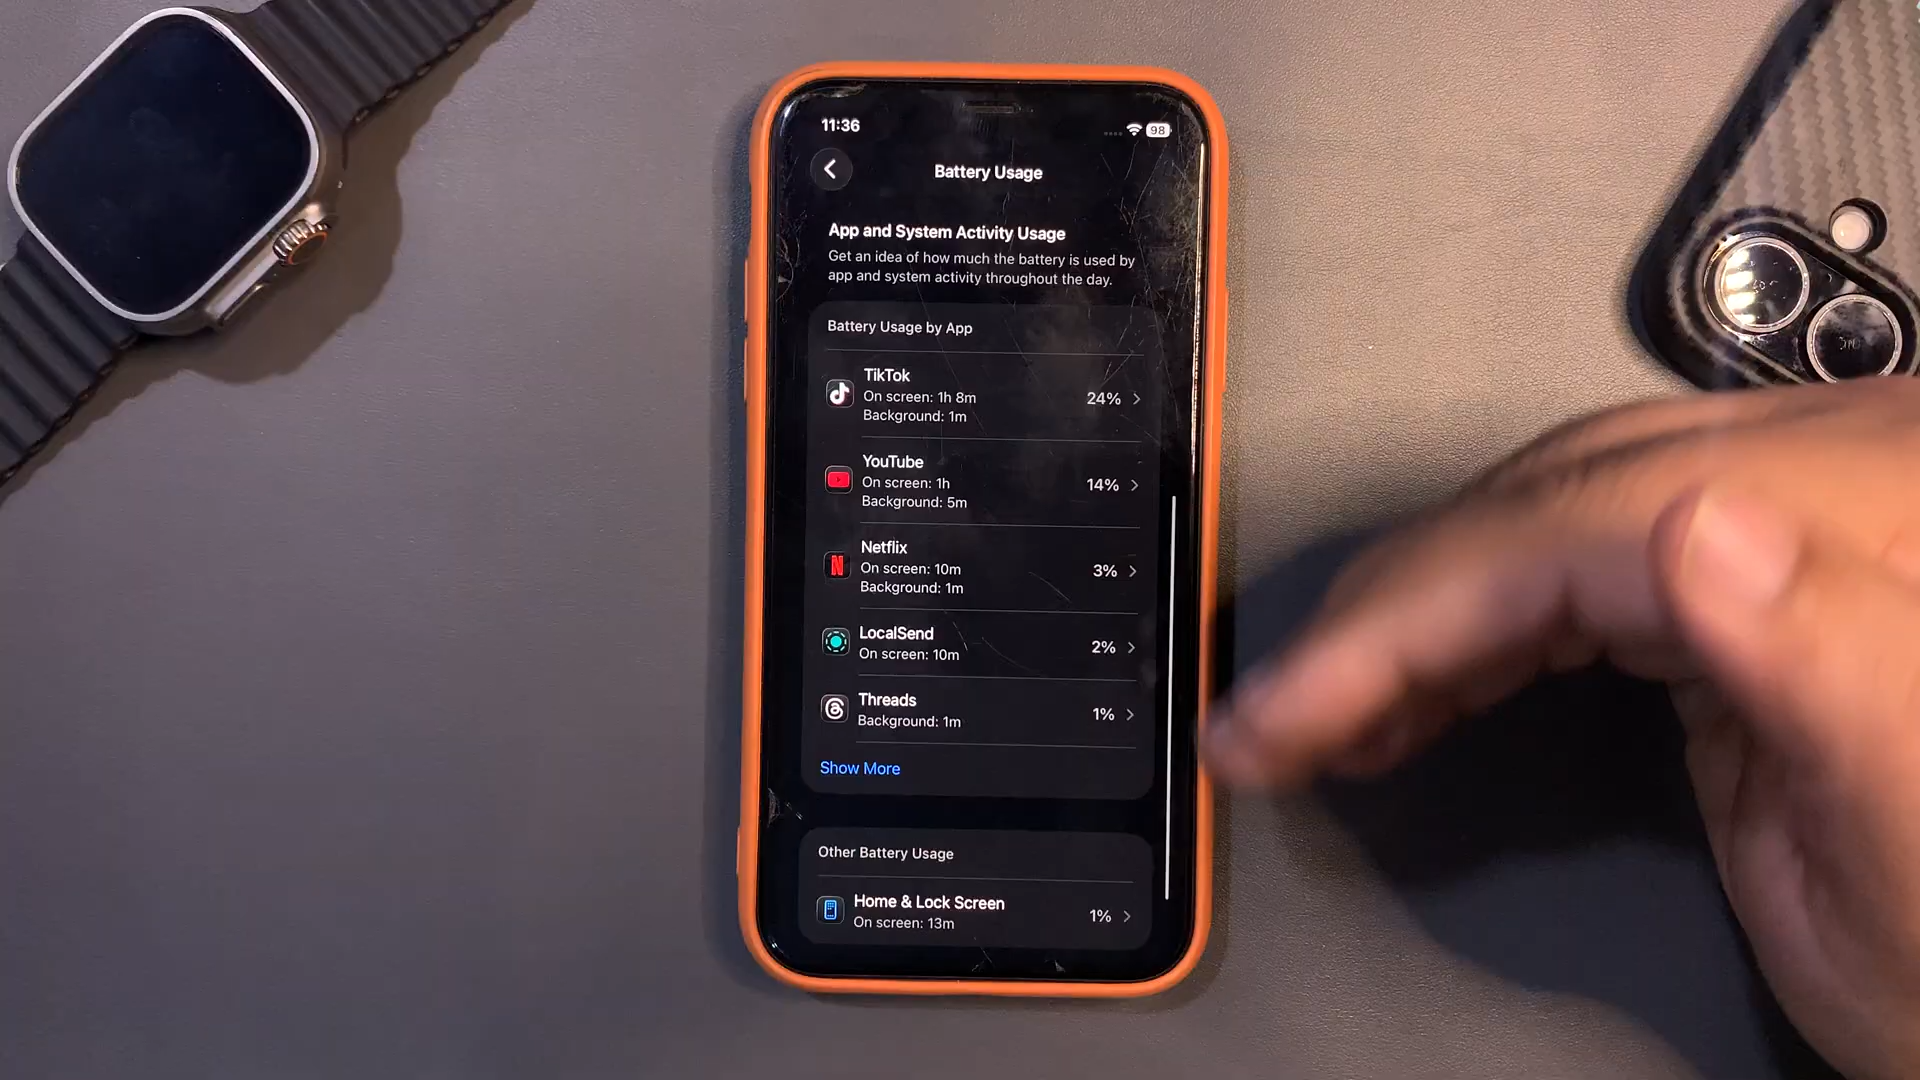 11:36
98
Battery Usage
App and System Activity Usage
Get an idea of how much the battery is used by
app and system activity throughout the day.
Battery Usage by App
TikTok
On screen: 1h 8m
Background: 1m
24%
YouTube
On screen: 1h
Background: 5m
14%
Netflix
On screen: 10m
Background: 1m
3%
LocalSend
On screen: 10m
2%
Threads
Background: 1m
1%
Show More
Other Battery Usage
Home & Lock Screen
On screen: 13m
1%